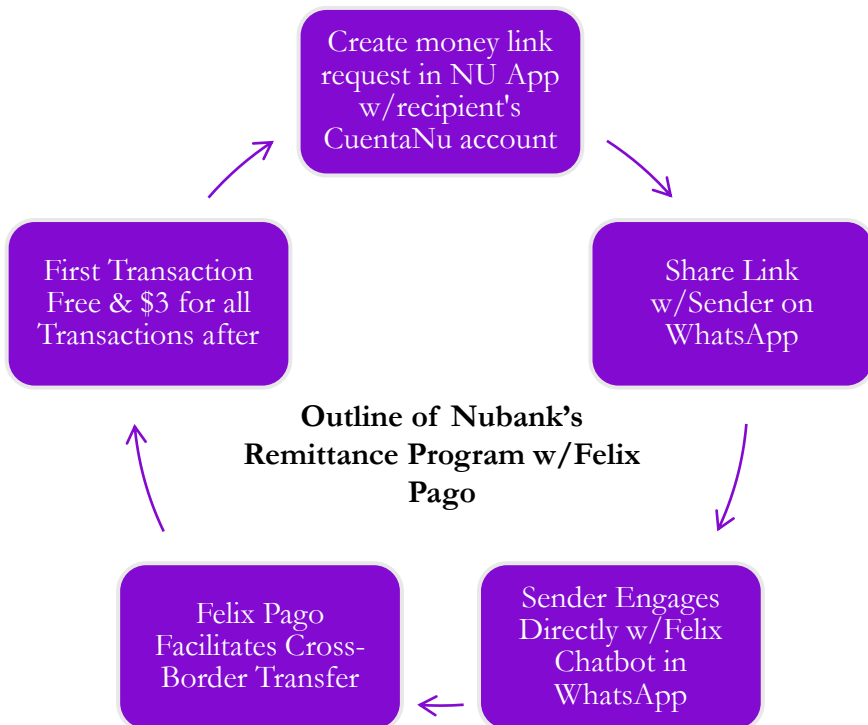 Create money link
request in NU App
w/recipient's
CuentaNu account
Share Link
w/Sender on
WhatsApp
Sender Engages
Directly w/Felix
Chatbot in
WhatsApp
Felix Pago
Facilitates Cross-
Border Transfer
First Transaction
Free & $3 for all
Transactions after
Outline of Nubank’s
Remittance Program w/Felix
Pago